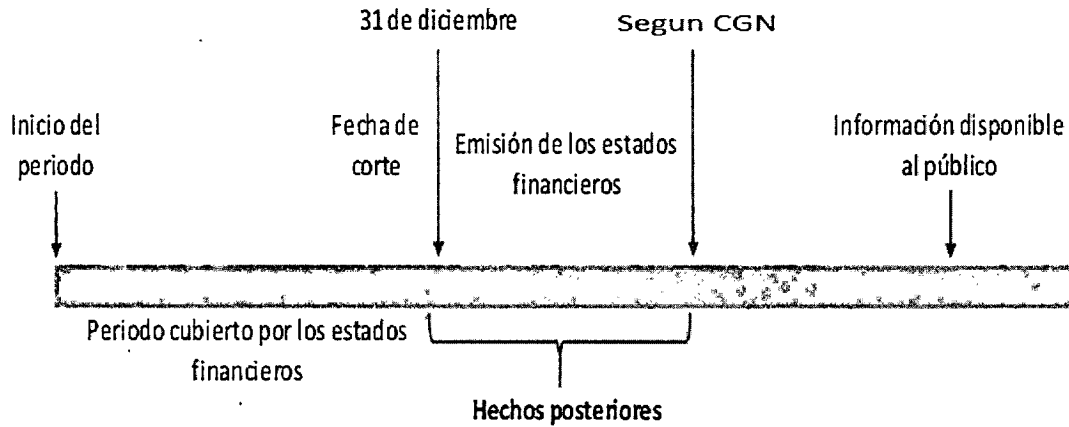 31 de diciembre
Segun CGN
Inicio del
periodo
Fecha de
corte
Emisión de los estados
financieros
Información disponible
al público
Periodo cubierto por los estados
financieros
Hechos posteriores